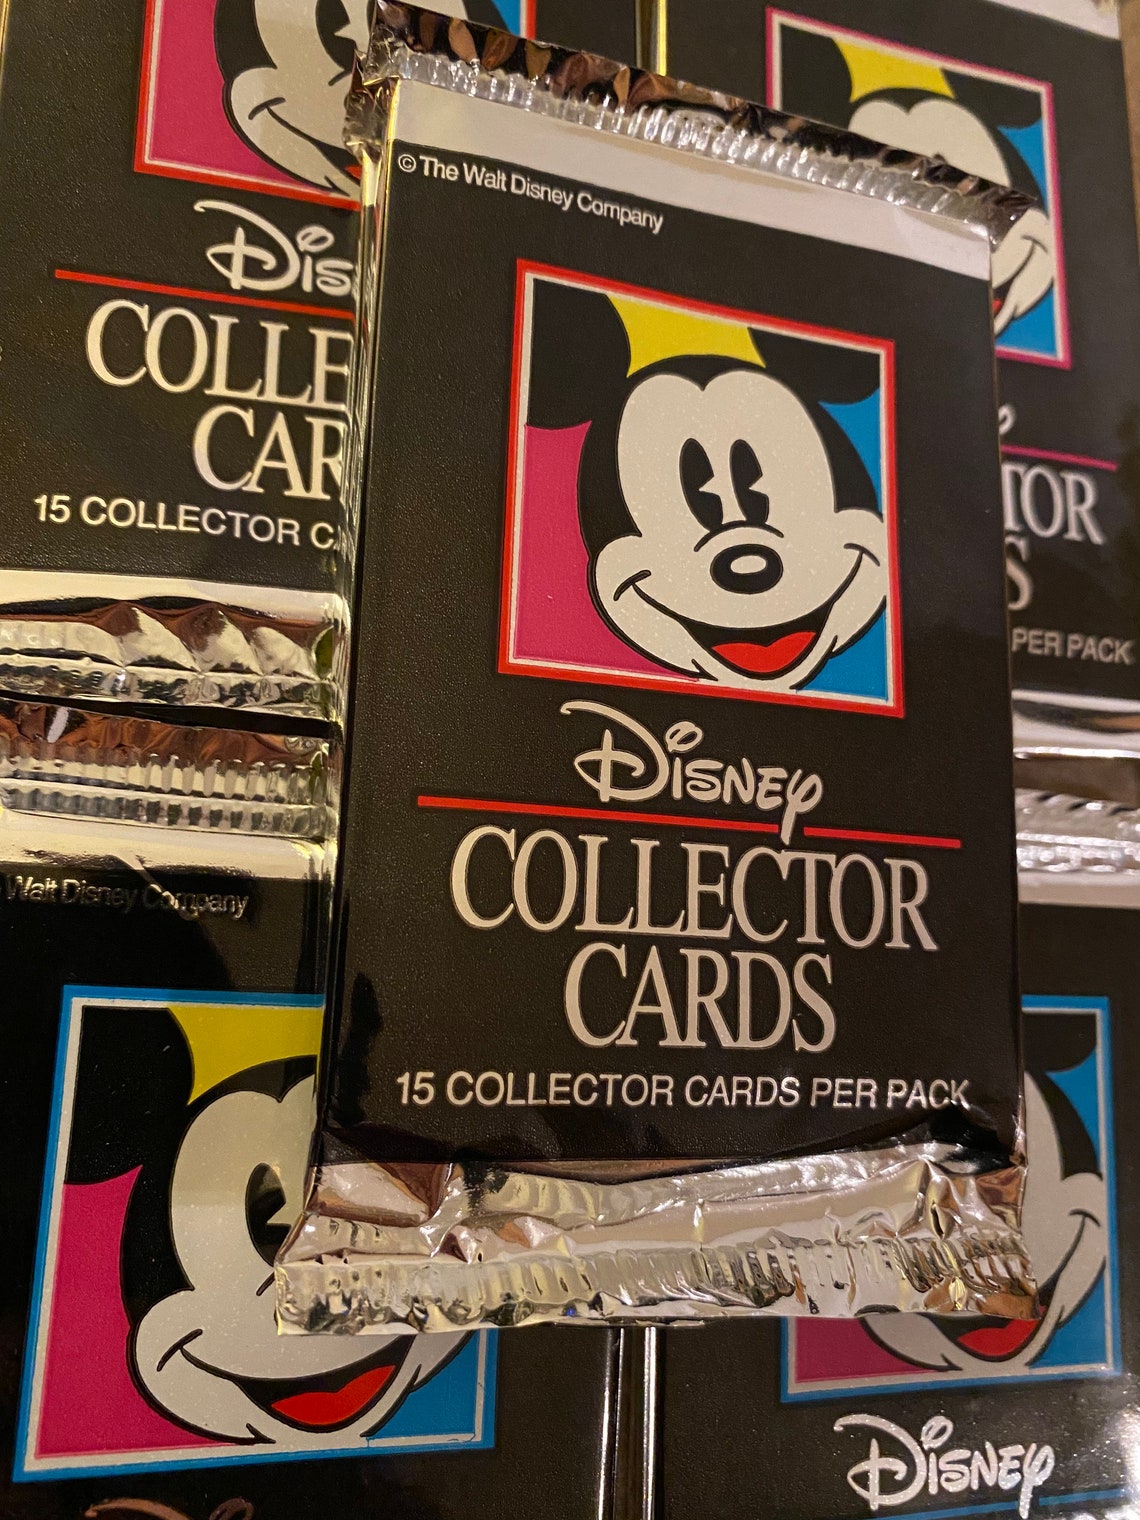 DISNEY
COLLE
CAR
15 COLLECTOR C
© The Walt Disney Company
DISNEY
COLLECTOR
CARDS
15 COLLECTOR CARDS PER PACK
TOR
S
PER PACK
Walt Disney Company
DISNEY